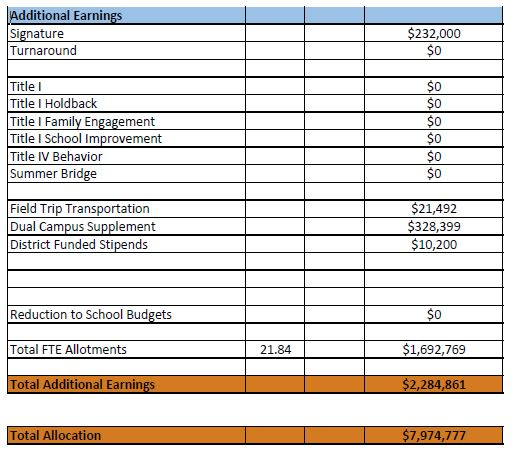 Additional Earnings
Signature $232,000
Turnaround $0
Title I $0
Title I Holdback $0
Title I Family Engagement $0
Title I School Improvement $0
Title IV Behavior $0
Summer Bridge $0
Field Trip Transportation $21,492
Dual Campus Supplement $328,399
District Funded Stipends $10,200
Reduction to School Budgets $0
Total FTE Allotments 21.84 $1,692,769
Total Additional Earnings $2,284,861
Total Allocation $7,974,777